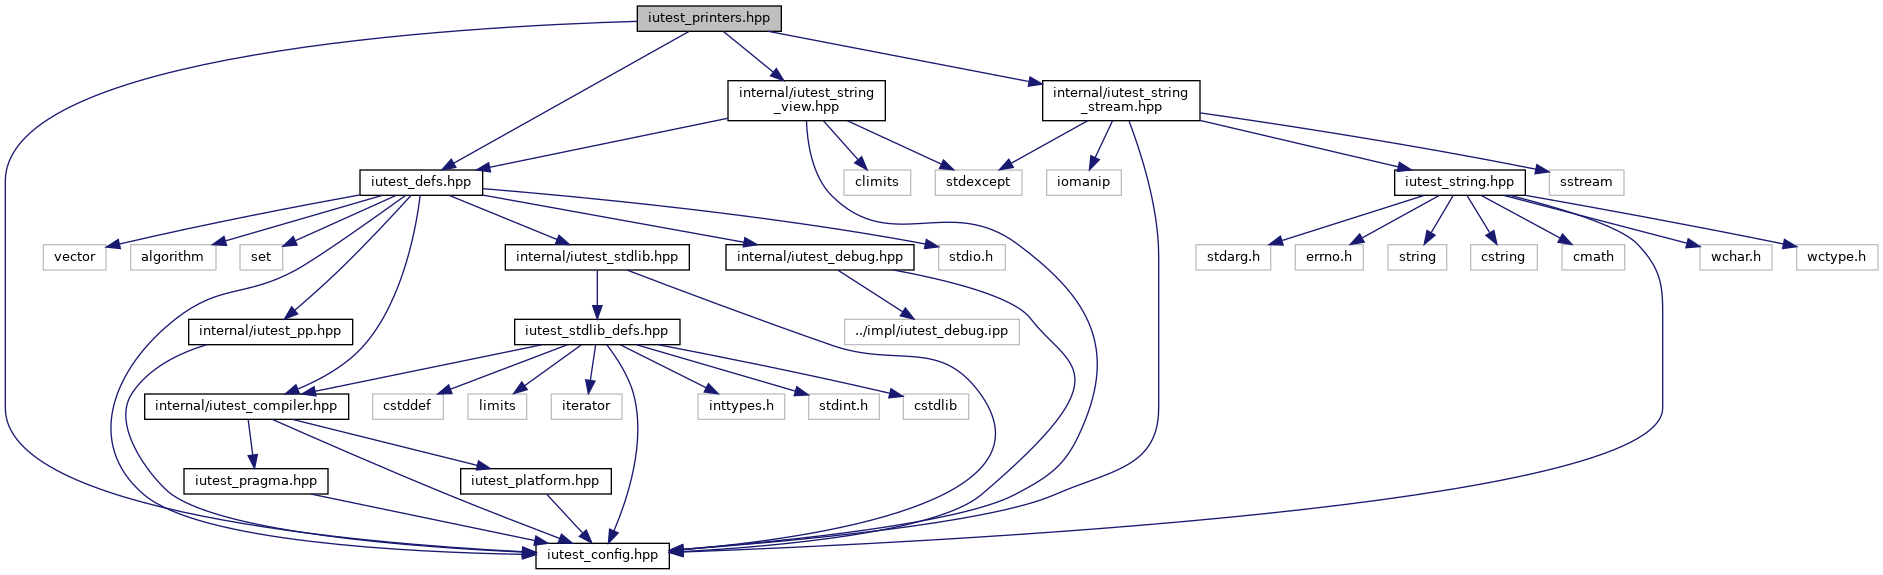 iutest_printers.hpp
internal/iutest_string
_view.hpp
internal/iutest_string
_stream.hpp
iutest_defs.hpp
climits
stdexcept
iomanip
iutest_string.hpp
sstream
vector
algorithm
set
internal/iutest_stdlib.hpp
internal/iutest_debug.hpp
stdio.h
stdarg.h
errno.h
string
cstring
cmath
wchar.h
wctype.h
internal/iutest_pp.hpp
iutest_stdlib_defs.hpp
../impl/iutest_debug.ipp
internal/iutest_compiler.hpp
cstddef
limits
iterator
inttypes.h
stdint.h
cstdlib
iutest_pragma.hpp
iutest_platform.hpp
iutest_config.hpp